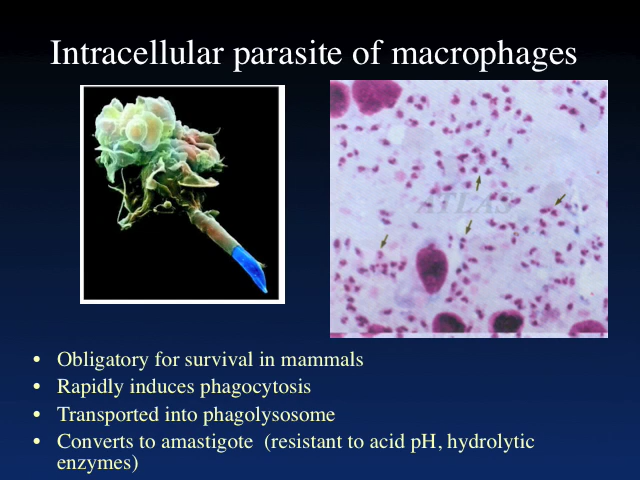 Intracellular parasite of macrophages
ATLAS
• Obligatory for survival in mammals
• Rapidly induces phagocytosis
• Transported into phagolysosome
• Converts to amastigote (resistant to acid pH, hydrolytic
enzymes)